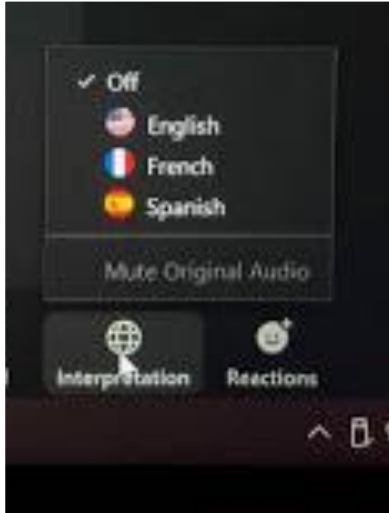 Off
English
French
Spanish
Mute Original Audio
Interpretation
Reactions